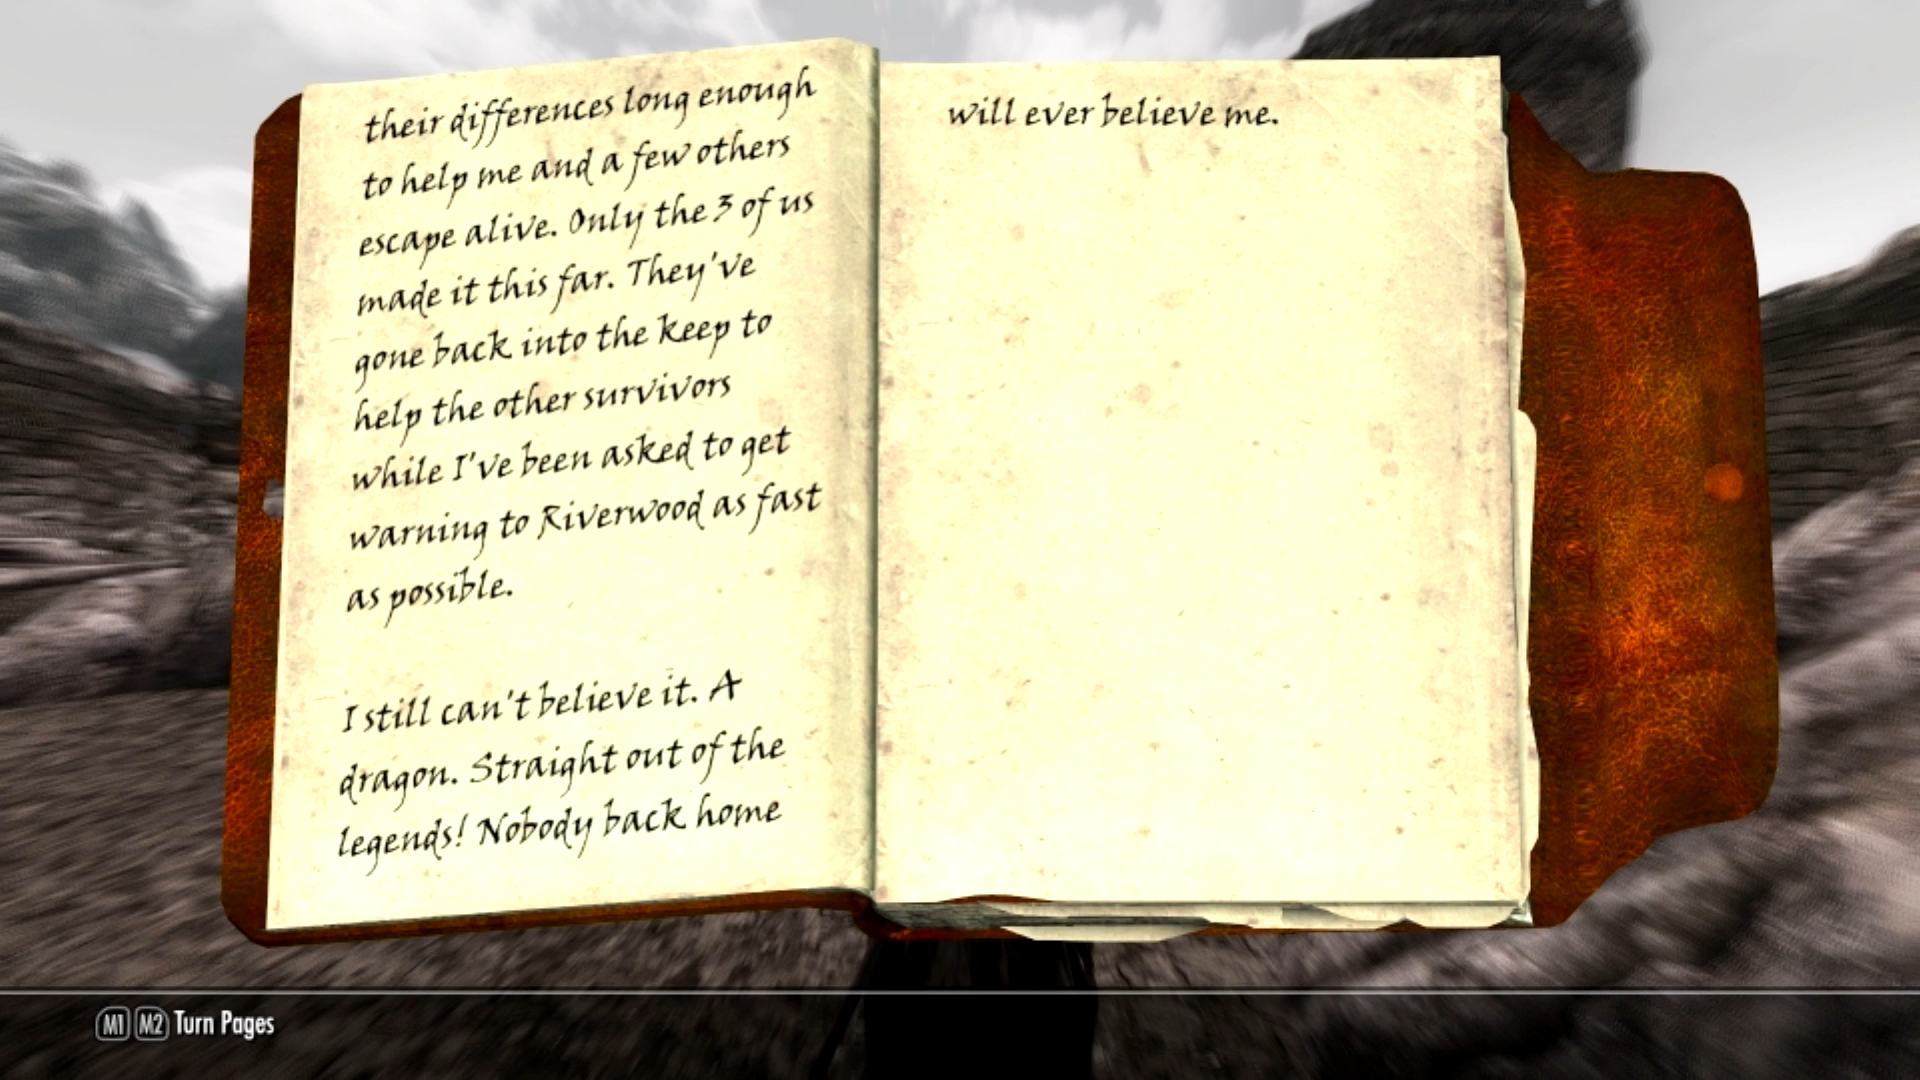 their differences long enough
to help me and a few others
escape alive. Only the 3 of us
made it this far. They've
gone back into the keep to
help the other survivors
while I've been asked to get
warning to Riverwood as fast
as possible.
I still can't believe it. A
dragon. Straight out of the
legends! Nobody back home
will ever believe me.
M1 M2 Turn Pages